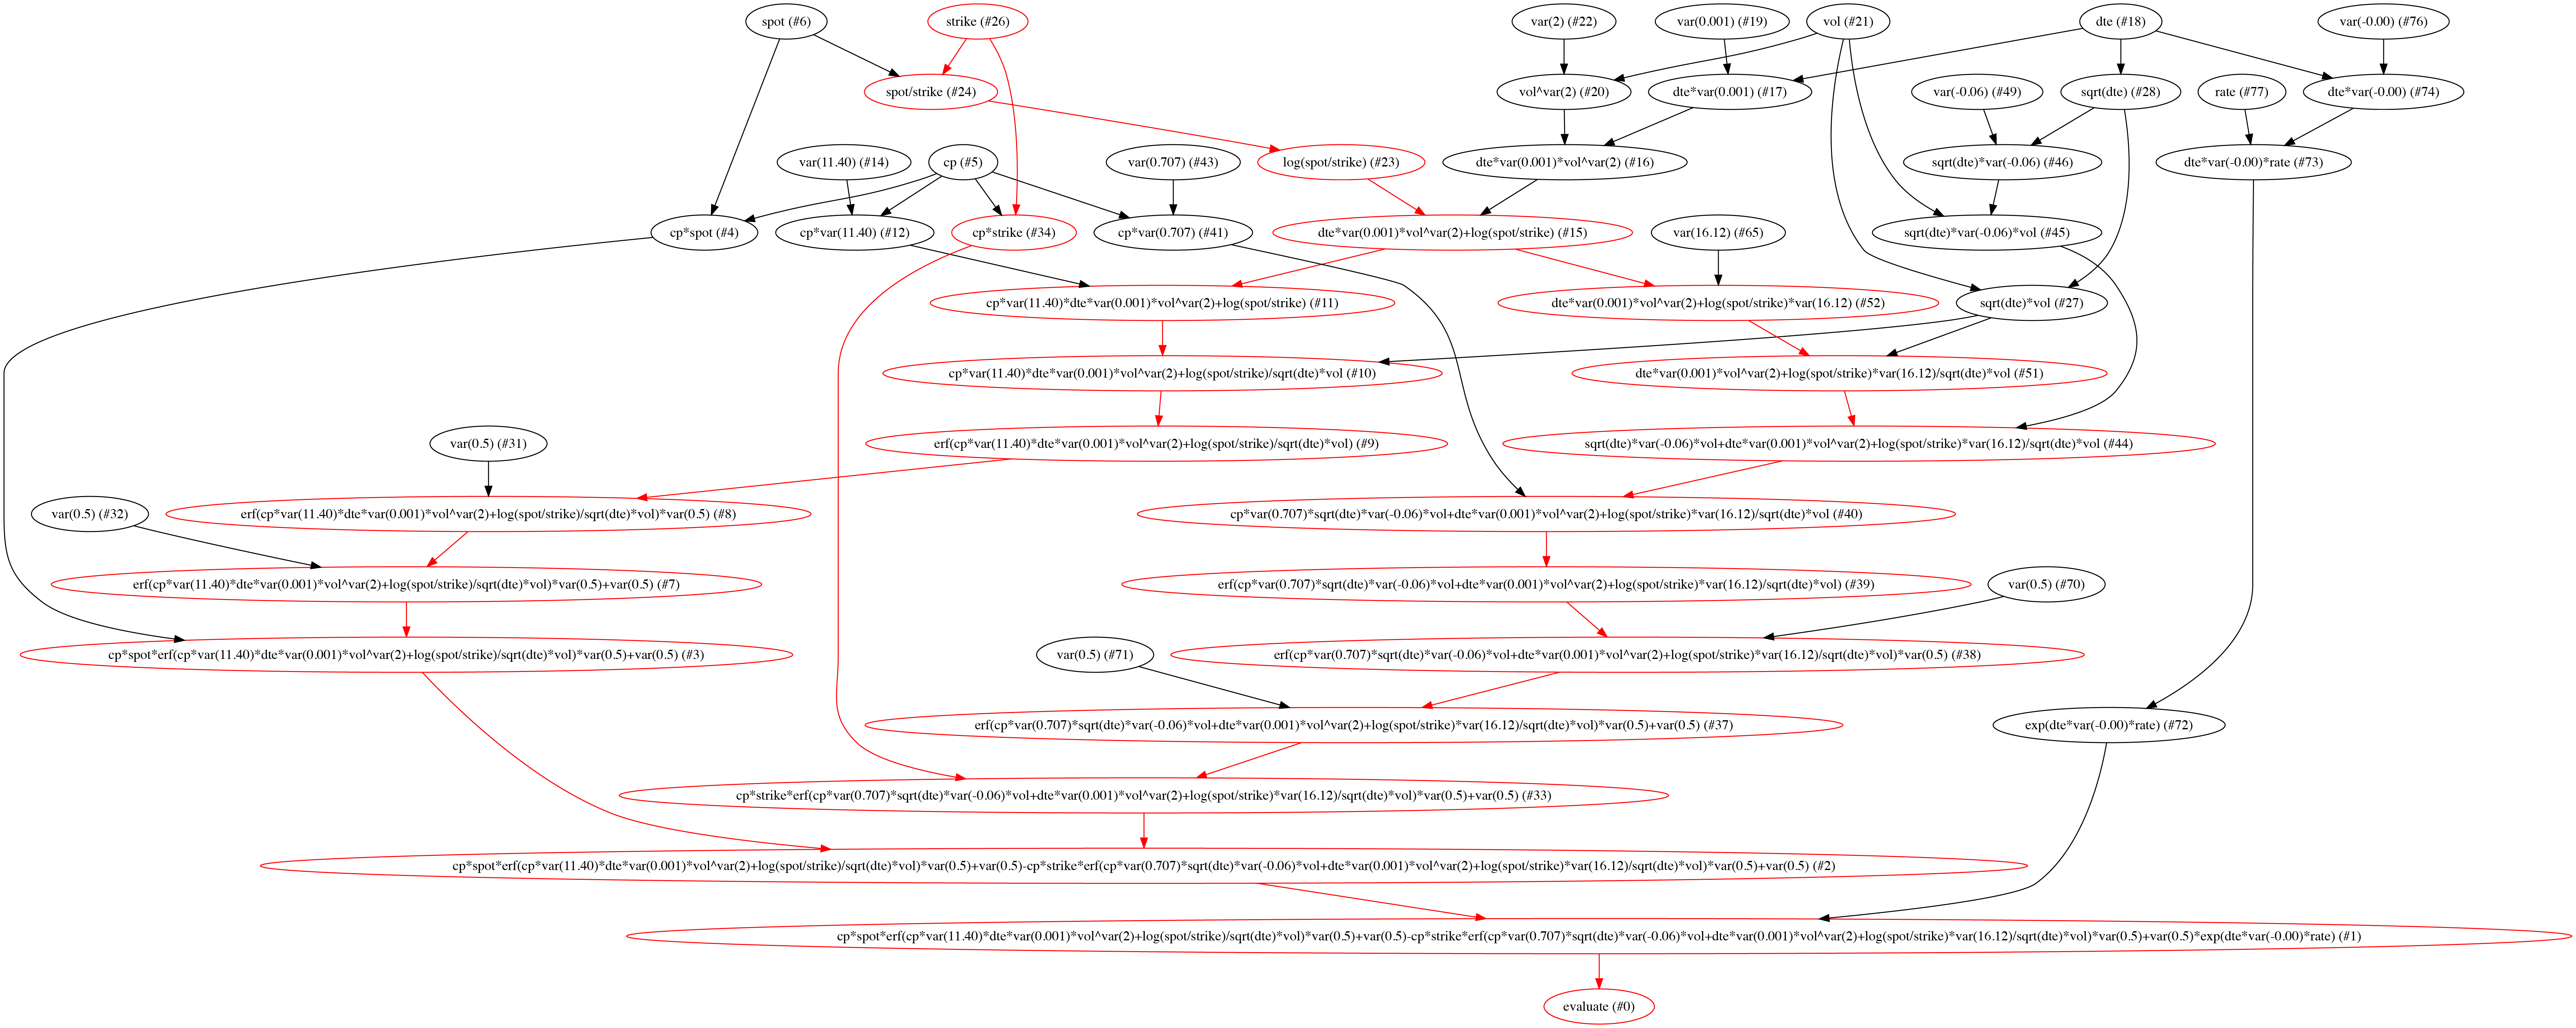 spot (#6)
strike (#26)
var(2) (#22)
var(0.001) (#19)
vol (#21)
dte (#18)
var(-0.00) (#76)
spot/strike (#24)
vol^var(2) (#20)
dte*var(0.001) (#17)
var(-0.06) (#49)
sqrt(dte) (#28)
rate (#77)
dte*var(-0.00) (#74)
var(11.40) (#14)
cp (#5)
var(0.707) (#43)
log(spot/strike) (#23)
dte*var(0.001)*vol^var(2) (#16)
sqrt(dte)*var(-0.06) (#46)
dte*var(-0.00)*rate (#73)
cp*spot (#4)
cp*var(11.40) (#12)
cp*strike (#34)
cp*var(0.707) (#41)
dte*var(0.001)*vol^var(2)+log(spot/strike) (#15)
var(16.12) (#65)
sqrt(dte)*var(-0.06)*vol (#45)
cp*var(11.40)*dte*var(0.001)*vol^var(2)+log(spot/strike) (#11)
dte*var(0.001)*vol^var(2)+log(spot/strike)*var(16.12) (#52)
sqrt(dte)*vol (#27)
cp*var(11.40)*dte*var(0.001)*vol^var(2)+log(spot/strike)/sqrt(dte)*vol (#10)
dte*var(0.001)*vol^var(2)+log(spot/strike)*var(16.12)/sqrt(dte)*vol (#51)
var(0.5) (#31)
erf(cp*var(11.40)*dte*var(0.001)*vol^var(2)+log(spot/strike)/sqrt(dte)*vol) (#9)
sqrt(dte)*var(-0.06)*vol+dte*var(0.001)*vol^var(2)+log(spot/strike)*var(16.12)/sqrt(dte)*vol (#44)
var(0.5) (#32)
erf(cp*var(11.40)*dte*var(0.001)*vol^var(2)+log(spot/strike)/sqrt(dte)*vol)*var(0.5) (#8)
cp*var(0.707)*sqrt(dte)*var(-0.06)*vol+dte*var(0.001)*vol^var(2)+log(spot/strike)*var(16.12)/sqrt(dte)*vol (#40)
erf(cp*var(11.40)*dte*var(0.001)*vol^var(2)+log(spot/strike)/sqrt(dte)*vol)*var(0.5)+var(0.5) (#7)
erf(cp*var(0.707)*sqrt(dte)*var(-0.06)*vol+dte*var(0.001)*vol^var(2)+log(spot/strike)*var(16.12)/sqrt(dte)*vol) (#39)
var(0.5) (#70)
cp*spot*erf(cp*var(11.40)*dte*var(0.001)*vol^var(2)+log(spot/strike)/sqrt(dte)*vol)*var(0.5)+var(0.5) (#3)
var(0.5) (#71)
erf(cp*var(0.707)*sqrt(dte)*var(-0.06)*vol+dte*var(0.001)*vol^var(2)+log(spot/strike)*var(16.12)/sqrt(dte)*vol)*var(0.5) (#38)
erf(cp*var(0.707)*sqrt(dte)*var(-0.06)*vol+dte*var(0.001)*vol^var(2)+log(spot/strike)*var(16.12)/sqrt(dte)*vol)*var(0.5)+var(0.5) (#37)
exp(dte*var(-0.00)*rate) (#72)
cp*strike*erf(cp*var(0.707)*sqrt(dte)*var(-0.06)*vol+dte*var(0.001)*vol^var(2)+log(spot/strike)*var(16.12)/sqrt(dte)*vol)*var(0.5)+var(0.5) (#33)
cp*spot*erf(cp*var(11.40)*dte*var(0.001)*vol^var(2)+log(spot/strike)/sqrt(dte)*vol)*var(0.5)+var(0.5)-cp*strike*erf(cp*var(0.707)*sqrt(dte)*var(-0.06)*vol+dte*var(0.001)*vol^var(2)+log(spot/strike)*var(16.12)/sqrt(dte)*vol)*var(0.5)+var(0.5) (#2)
cp*spot*erf(cp*var(11.40)*dte*var(0.001)*vol^var(2)+log(spot/strike)/sqrt(dte)*vol)*var(0.5)+var(0.5)-cp*strike*erf(cp*var(0.707)*sqrt(dte)*var(-0.06)*vol+dte*var(0.001)*vol^var(2)+log(spot/strike)*var(16.12)/sqrt(dte)*vol)*var(0.5)+var(0.5)*exp(dte*var(-0.00)*rate) (#1)
evaluate (#0)